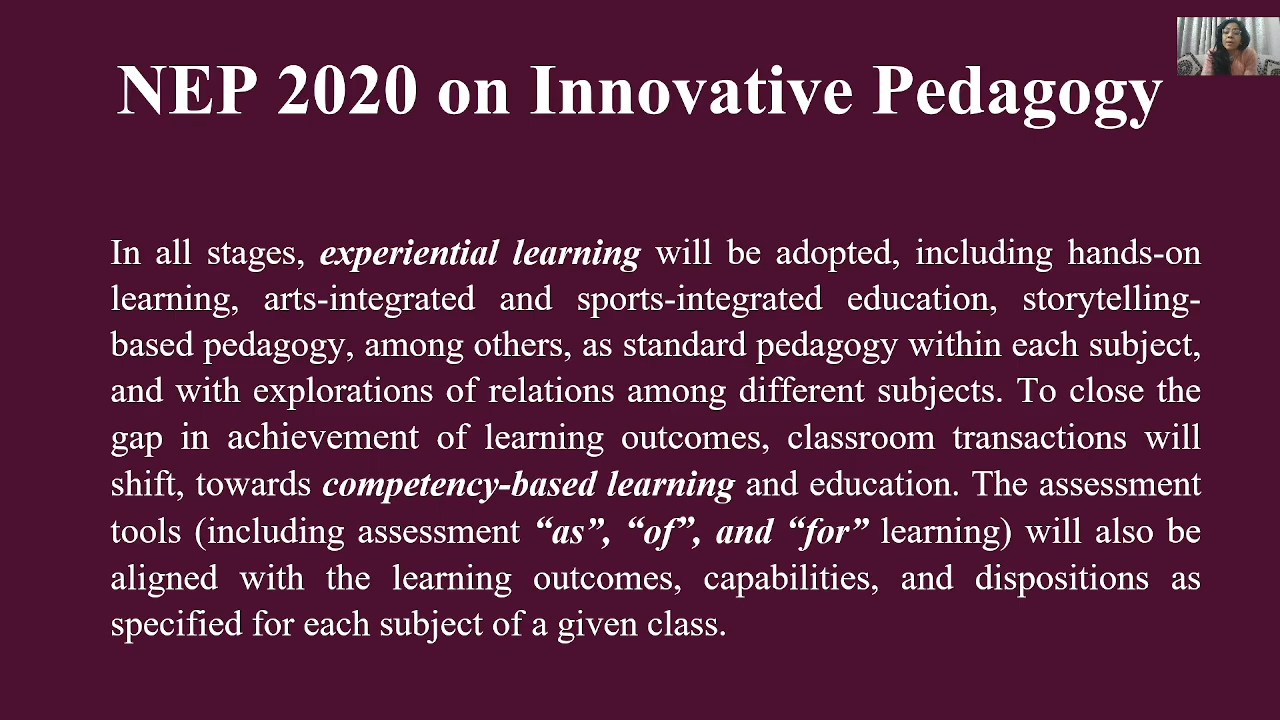 NEP 2020 on Innovative Pedagogy
In all stages, experiential learning will be adopted, including hands-on
learning, arts-integrated and sports-integrated education, storytelling-
based pedagogy, among others, as standard pedagogy within each subject,
and with explorations of relations among different subjects. To close the
gap in achievement of learning outcomes, classroom transactions will
shift, towards competency-based learning and education. The assessment
tools (including assessment “as”, “of”, and “for” learning) will also be
aligned with the learning outcomes, capabilities, and dispositions as
specified for each subject of a given class.